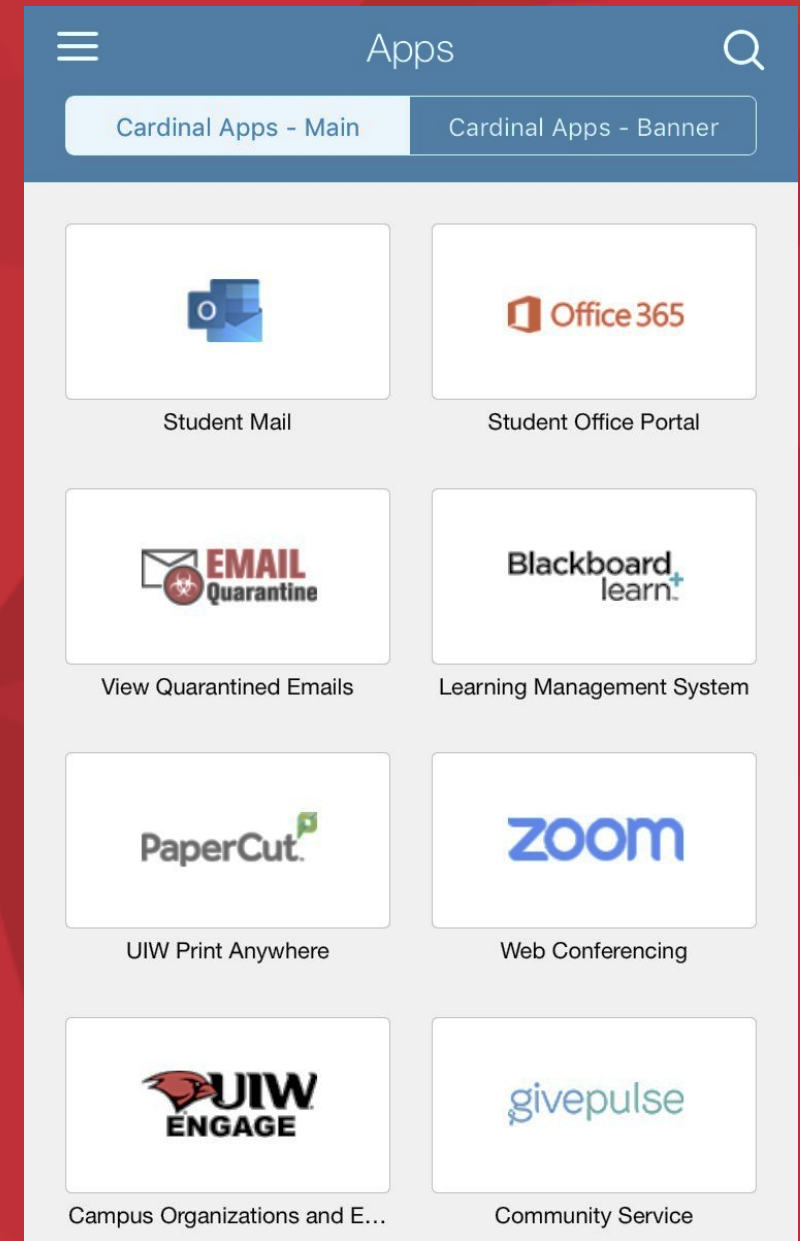 Apps
Cardinal Apps - Main
Cardinal Apps - Banner
O
Office 365
Student Mail
Student Office Portal
EMAIL
Quarantine
Blackboard
learn+
View Quarantined Emails
Learning Management System
PaperCut
zoom
UIW Print Anywhere
Web Conferencing
UIW
ENGAGE
givepulse
Campus Organizations and E...
Community Service